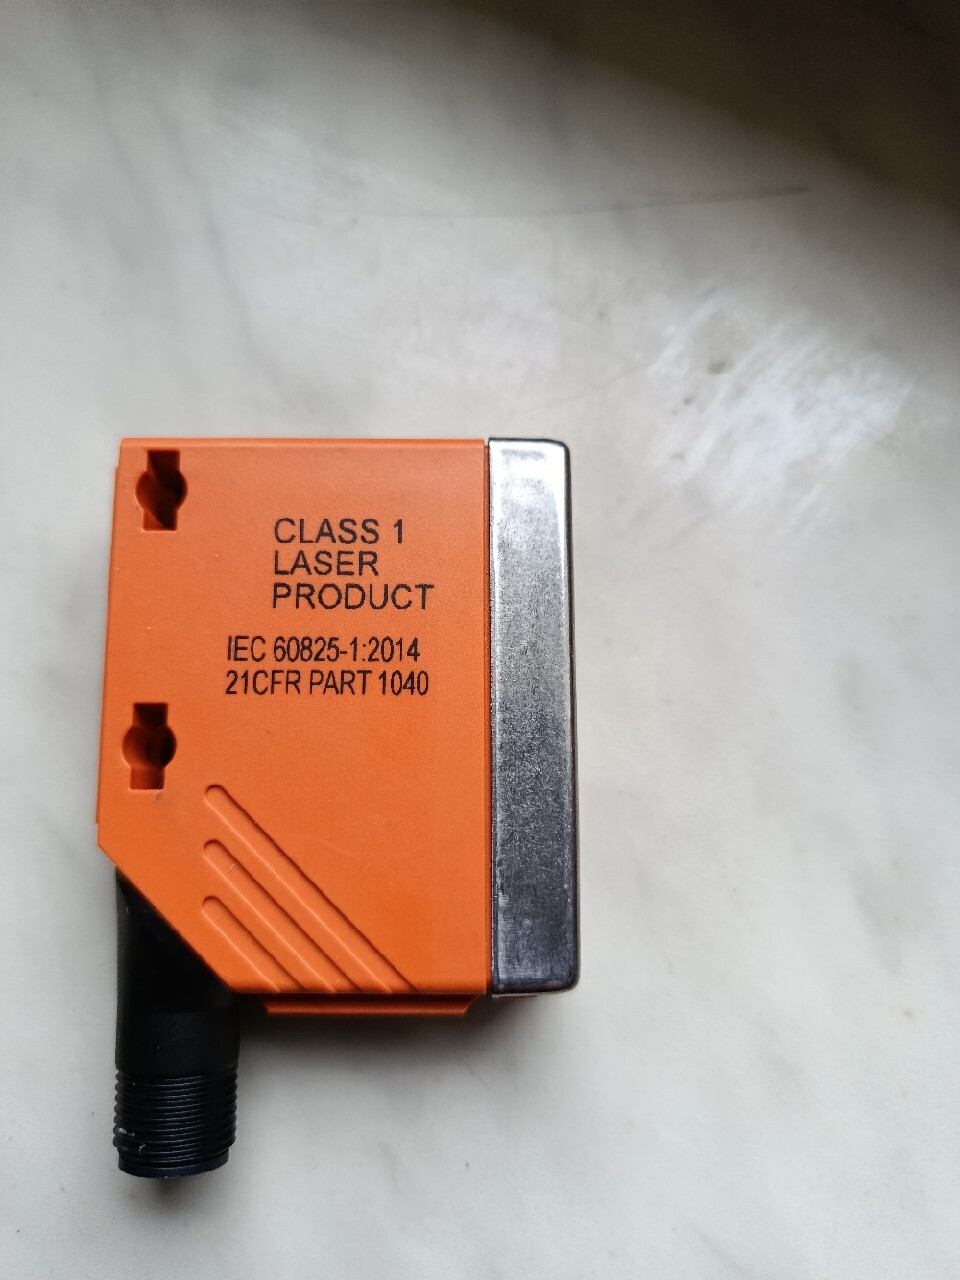 CLASS 1
LASER
PRODUCT
IEC 60825-1:2014
21CFR PART 1040